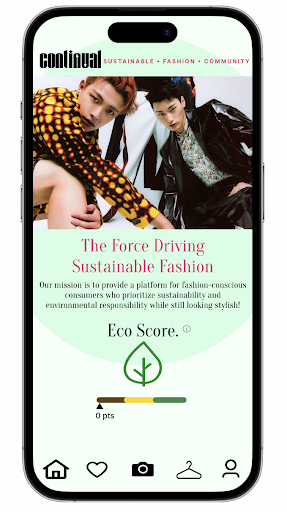 continual
SUSTAINABLE • FASHION • COMMUNITY
The Force Driving
Sustainable Fashion
Our mission is to provide a platform for fashion-conscious
consumers who prioritize sustainability and
environmental responsibility while still looking stylish!
Eco Score. ⓘ
0 pts